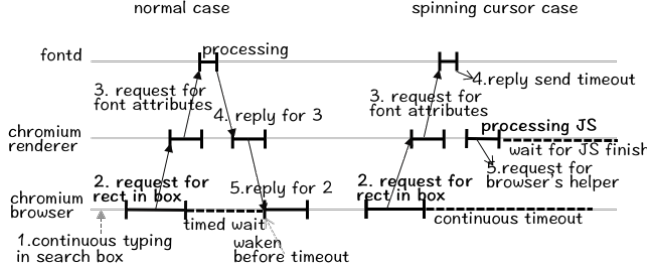 normal case
spinning cursor case
fontd
processing
4.reply send timeout
3. request for
font attributes
4. reply for 3
3. request for
font attributes
chromium
renderer
processing JS
wait for JS finish
5.request for
browser's helper
chromium
browser
2. request for
rect in box
5.reply for 2
2. request for
rect in box
timed wait
continuous timeout
1.continuous typing
in search box
waken
before timeout